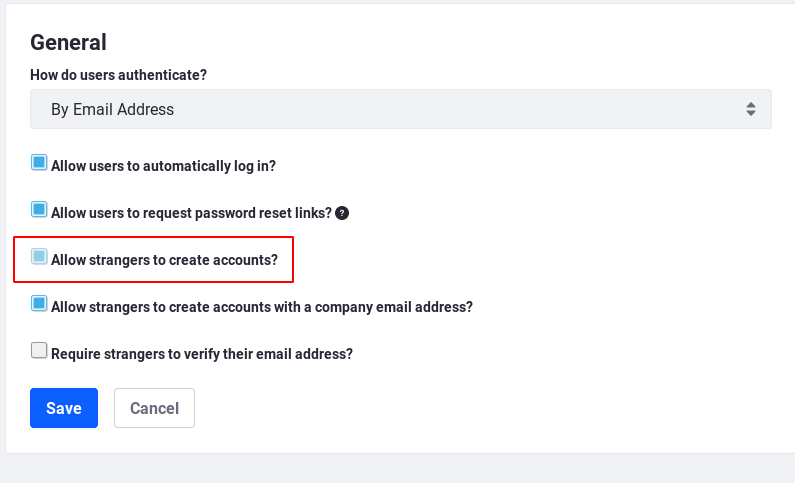 General
How do users authenticate?
By Email Address
Allow users to automatically log in?
Allow users to request password reset links? ?
Allow strangers to create accounts?
Allow strangers to create accounts with a company email address?
Require strangers to verify their email address?
Save Cancel